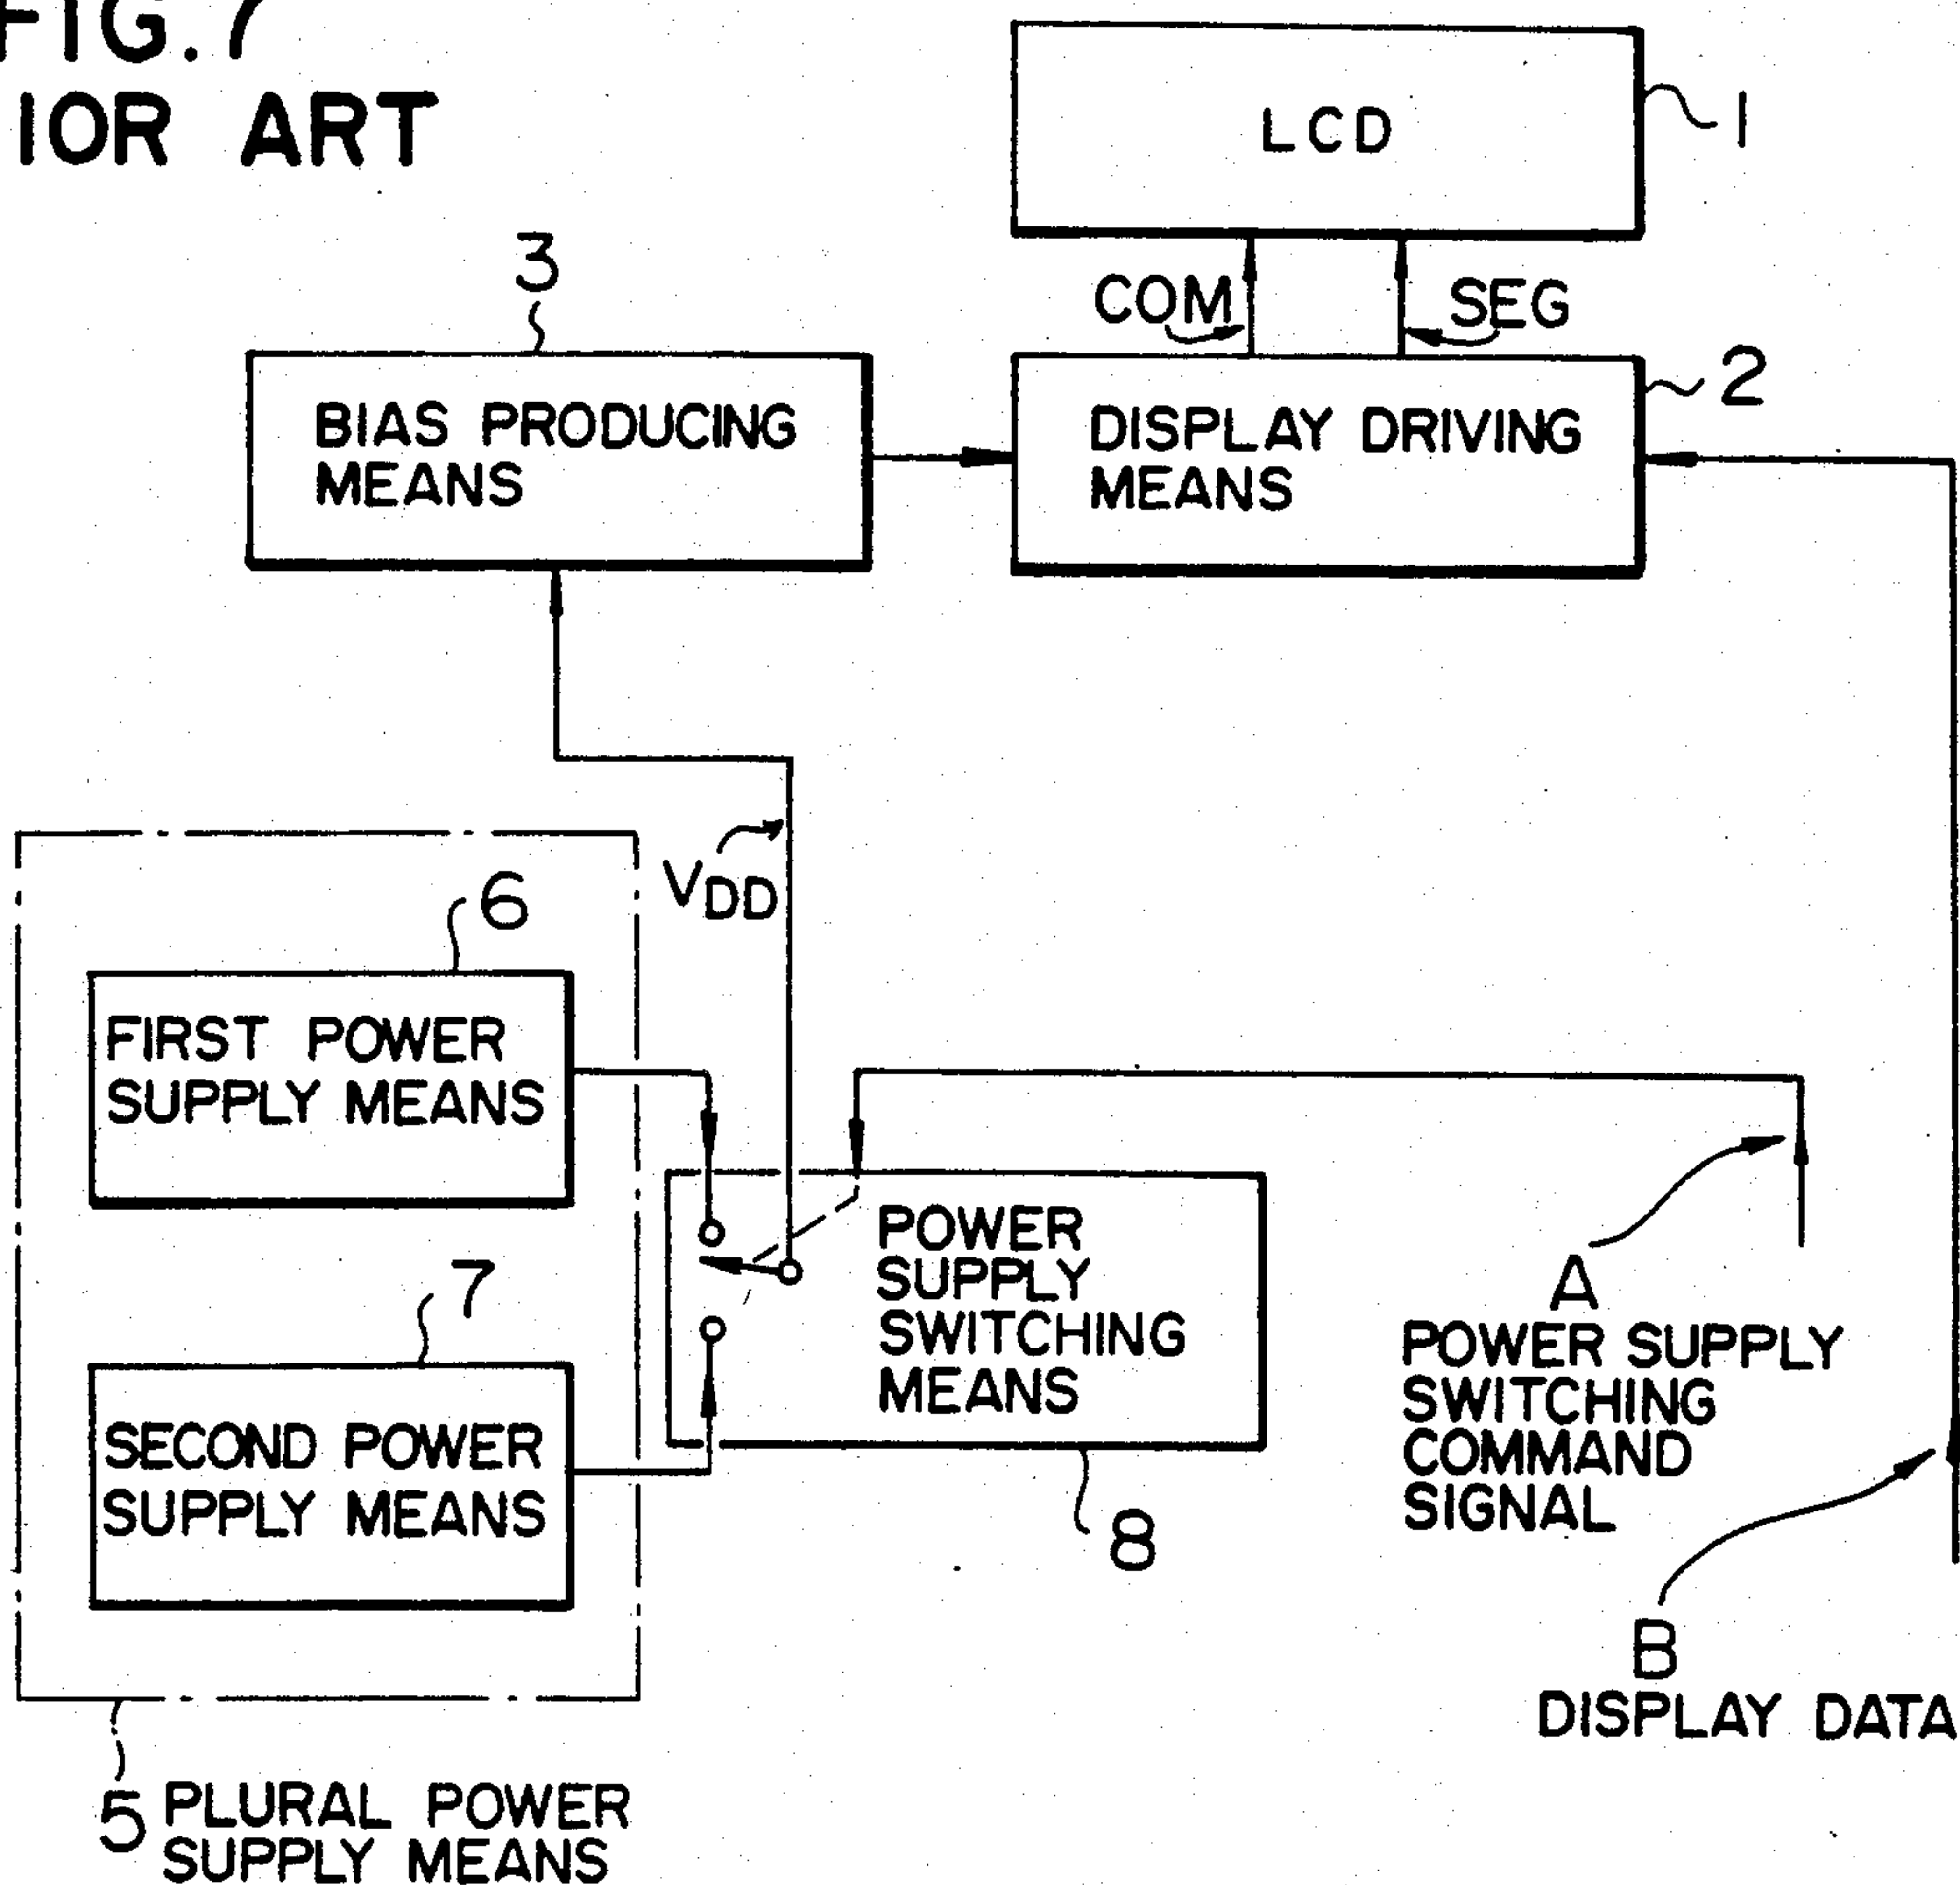 FIG.7
IOR ART
LCD
1
COM
SEG
3
BIAS PRODUCING
MEANS
DISPLAY DRIVING
MEANS
2
VDD
6
FIRST POWER
SUPPLY MEANS
7
SECOND POWER
SUPPLY MEANS
POWER
SUPPLY
SWITCHING
MEANS
8
A
POWER SUPPLY
SWITCHING
COMMAND
SIGNAL
B
DISPLAY DATA
5 PLURAL POWER
SUPPLY MEANS